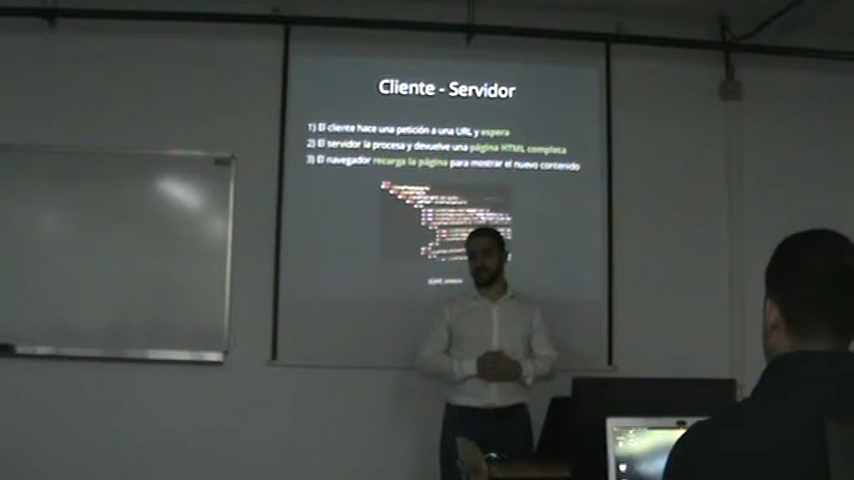 Cliente - Servidor
1) El cliente hace una petición a una URL y espera
2) El servidor la procesa y devuelve una página HTML completa
3) El navegador recarga la página para mostrar el nuevo contenido